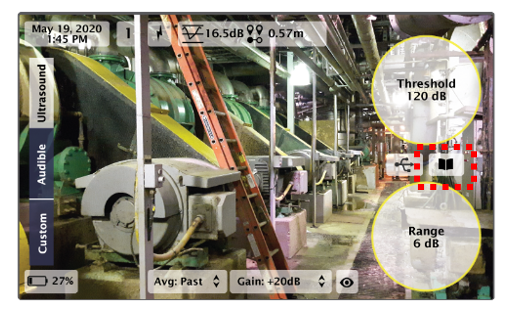 May 19, 2020
1:45 PM
1
16.5dB
0.57m
Ultrasound
Audible
Custom
Threshold
120 dB
Range
6 dB
27%
Avg: Past
Gain: +20dB